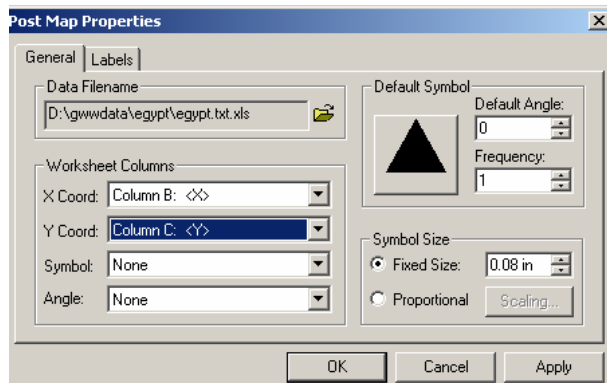 Post Map Properties
General
Labels
Data Filename
D:\gwwdata\egypt\egypt.txt.xls
Worksheet Columns
X Coord: Column B: <X>
Y Coord: Column C: <Y>
Symbol: None
Angle: None
Default Symbol
Default Angle:
0
Frequency:
1
Symbol Size
Fixed Size: 0.08 in
Proportional Scaling...
OK Cancel Apply